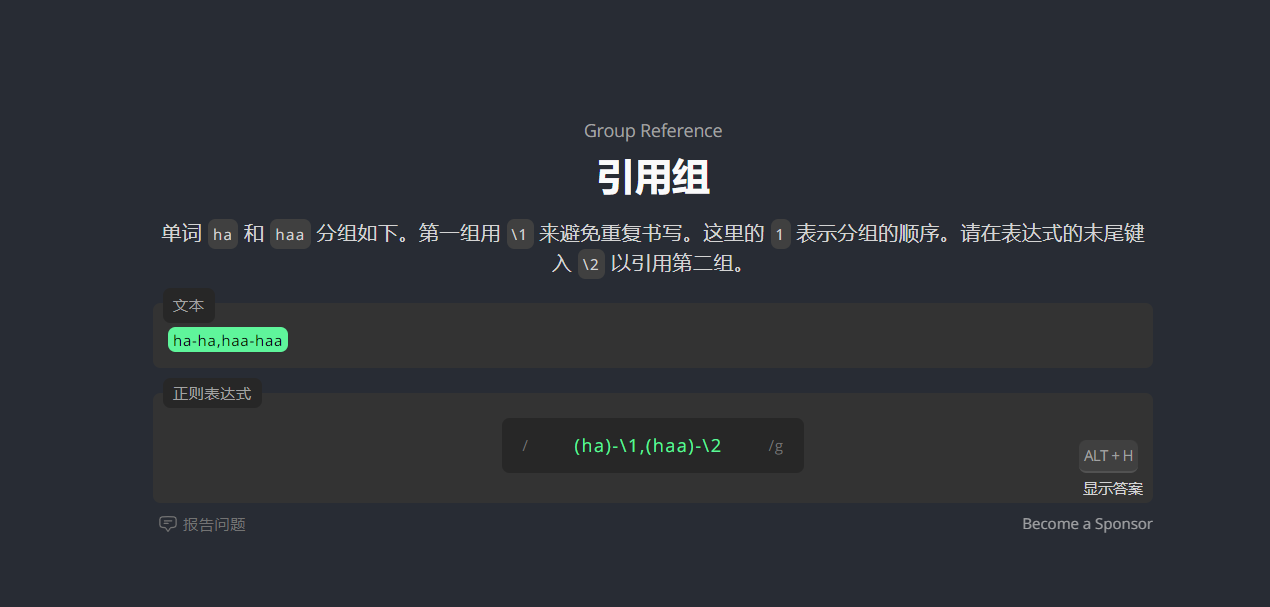 Group Reference
引用组
单词 ha 和 haa 分组如下。第一组用 \1 来避免重复书写。这里的 1 表示分组的顺序。请在表达式的末尾键
入 \2 以引用第二组。
文本
ha-ha,haa-haa
正则表达式
/ (ha)-\1,(haa)-\2 /g
ALT + H
显示答案
报告问题
Become a Sponsor